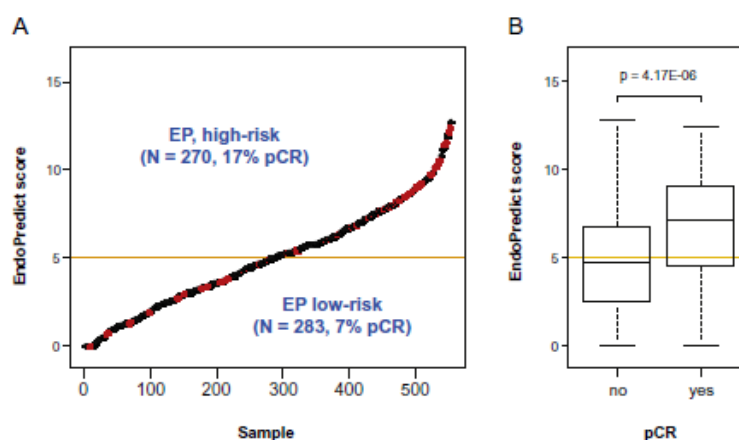 A
EndoPredict score
15
10
5
0
EP, high-risk
(N = 270, 17% pCR)
EP low-risk
(N = 283, 7% pCR)
0 100 200 300 400 500
Sample
B
EndoPredict score
15
10
5
0
p = 4.17E-06
no yes
pCR